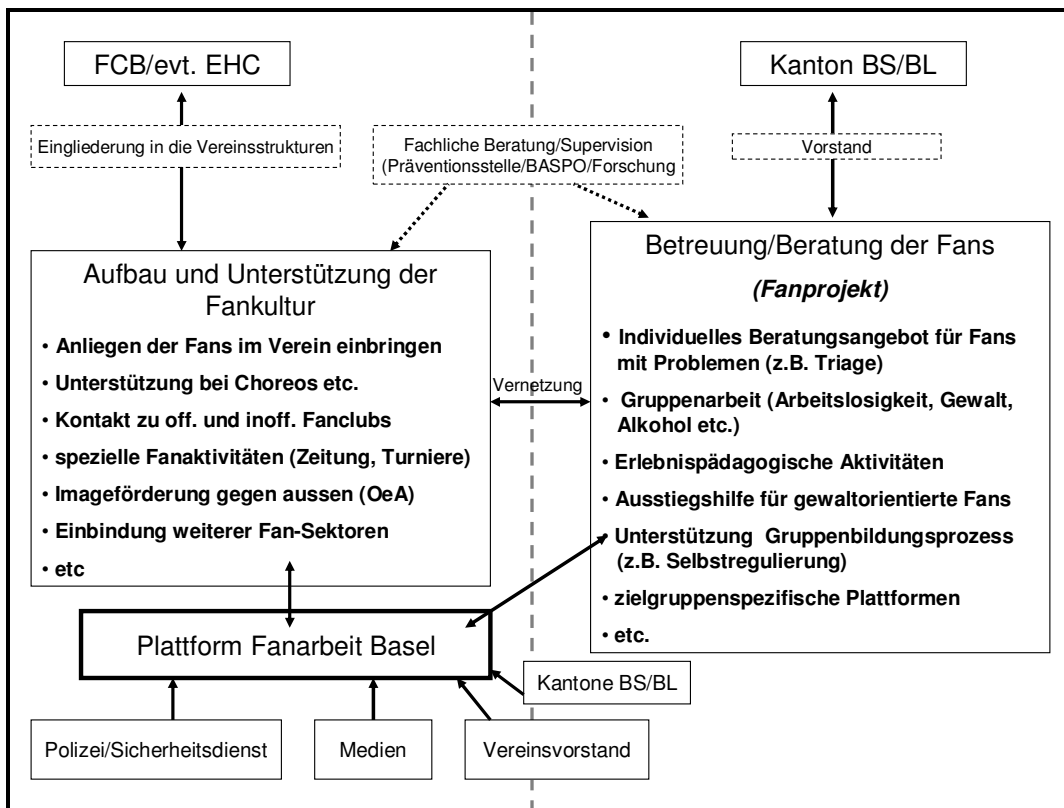 FCB/evt. EHC
Kanton BS/BL
Eingliederung in die Vereinsstrukturen
Fachliche Beratung/Supervision
(Präventionsstelle/BASPO/Forschung
Vorstand
Aufbau und Unterstützung der
Fankultur
• Anliegen der Fans im Verein einbringen
• Unterstützung bei Choreos etc.
• Kontakt zu off. und inoff. Fanclubs
• spezielle Fanaktivitäten (Zeitung, Turniere)
• Imageförderung gegen aussen (OeA)
• Einbindung weiterer Fan-Sektoren
• etc
Vernetzung
Betreuung/Beratung der Fans
(Fanprojekt)
• Individuelles Beratungsangebot für Fans
mit Problemen (z.B. Triage)
• Gruppenarbeit (Arbeitslosigkeit, Gewalt,
Alkohol etc.)
• Erlebnispädagogische Aktivitäten
• Ausstiegshilfe für gewaltorientierte Fans
• Unterstützung Gruppenbildungsprozess
(z.B. Selbstregulierung)
• zielgruppenspezifische Plattformen
• etc.
Plattform Fanarbeit Basel
Kantone BS/BL
Polizei/Sicherheitsdienst
Medien
Vereinsvorstand